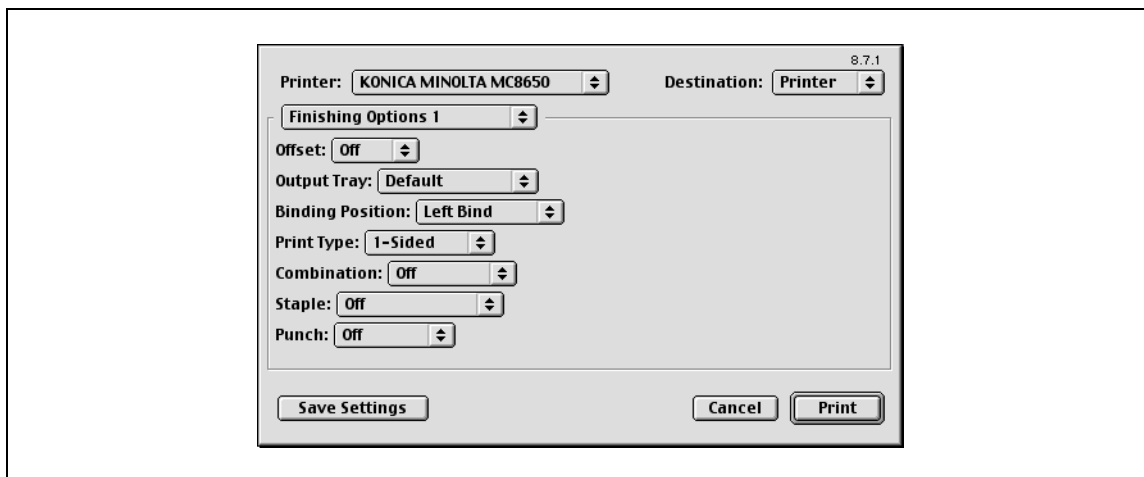 8.7.1
Printer: KONICA MINOLTA MC8650 Destination: Printer
Finishing Options 1
Offset: Off
Output Tray: Default
Binding Position: Left Bind
Print Type: 1-Sided
Combination: Off
Staple: Off
Punch: Off
Save Settings Cancel Print